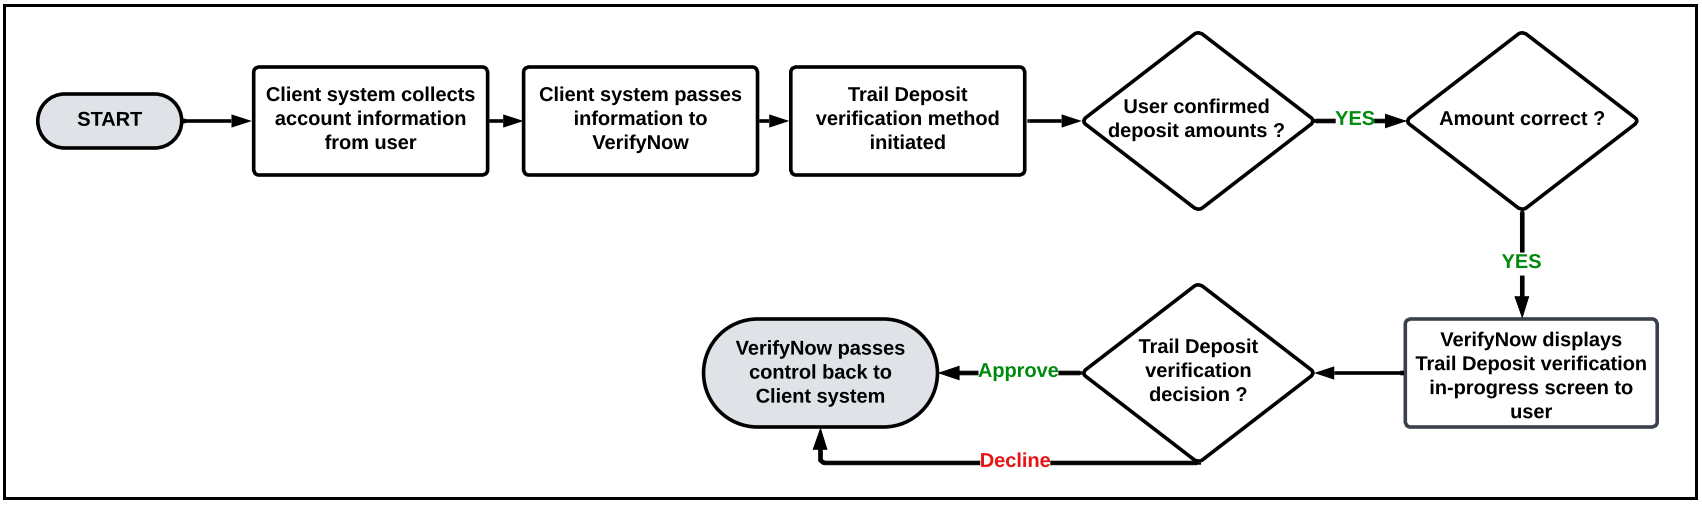 START
Client system collects
account information
from user
Client system passes
information to
VerifyNow
Trail Deposit
verification method
initiated
User confirmed
deposit amounts ?
YES
Amount correct ?
YES
VerifyNow displays
Trail Deposit verification
in-progress screen to
user
Trail Deposit
verification
decision ?
Approve
VerifyNow passes
control back to
Client system
Decline